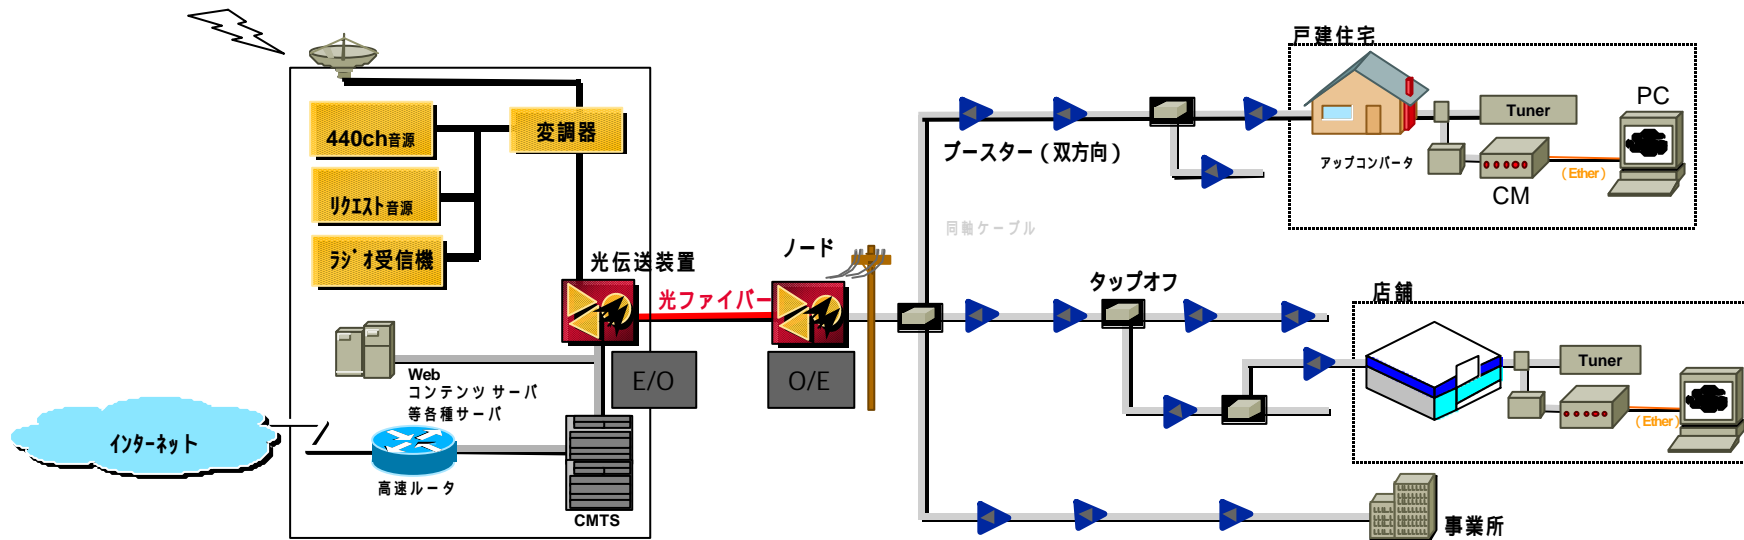 戸建住宅
PC
440ch音源
変調器
Tuner
ブースター（双方向）
アップコンバータ
(Ether)
CM
リクエスト音源
同軸ケーブル
ラジオ受信機
光伝送装置
ノード
光ファイバー
タップオフ
店舗
E/O
O/E
Tuner
Web
コンテンツ サーバ
等各種サーバ
(Ether)
インターネット
高速ルータ
CMTS
事業所